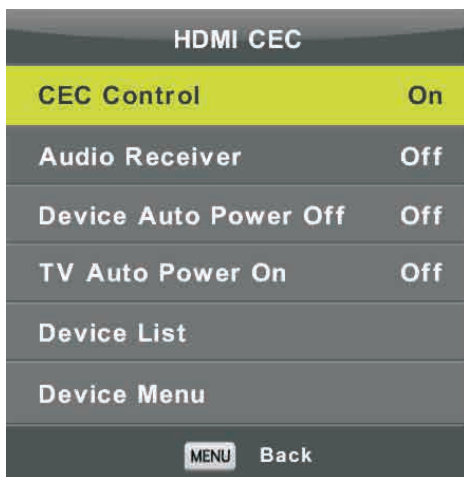 HDMI CEC
CEC Control On
Audio Receiver Off
Device Auto Power Off Off
TV Auto Power On Off
Device List
Device Menu
MENU Back